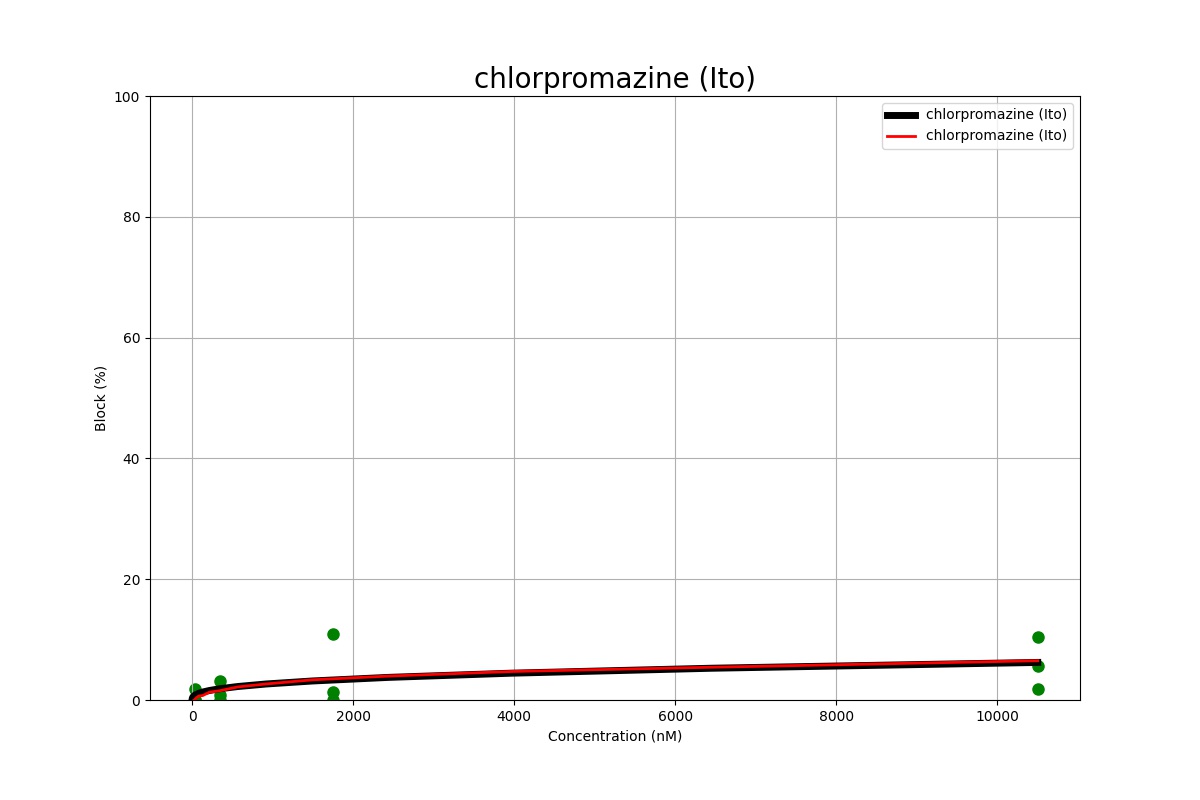 chlorpromazine (Ito)
100
80
60
40
20
0
Block (%)
chlorpromazine (Ito)
chlorpromazine (Ito)
0 2000 4000 6000 8000 10000
Concentration (nM)